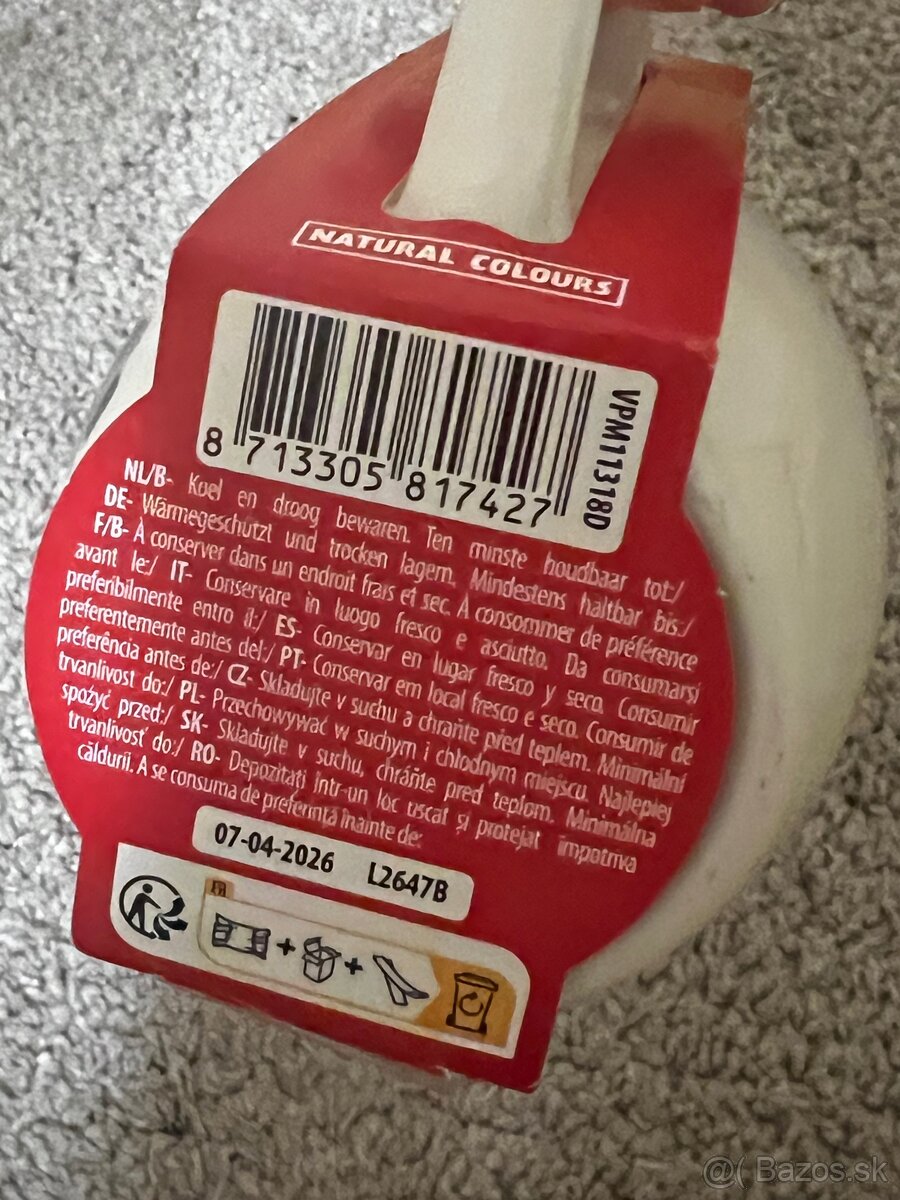 NATURAL COLOURS
8 713305 817427
VPM11318D
NL/B- Koel en droog bewaren. Ten minste houdbaar tot:/
DE- Wärmegeschützt und trocken lagern. Mindestens haltbar bis:/
F/B- À conserver dans un endroit frais et sec. À consommer de préférence
avant le:/ IT- Conservare in luogo fresco e asciutto. Da consumarsi
preferibilmente entro il:/ ES- Conservar en lugar fresco y seco. Consumir
preferentemente antes del:/ PT- Conservar em local fresco e seco. Consumir de
preferência antes de:/ CZ- Skladujte v suchu a chraňte před teplem. Minimální
trvanlivost do:/ PL- Przechowywać w suchym i chłodnym miejscu. Najlepiej
spożyć przed:/ SK- Skladujte v suchu, chráňte pred teplom. Minimálna
trvanlivosť do:/ RO- Depozitați într-un loc uscat și protejat împotriva
căldurii. A se consuma de preferință înainte de:
07-04-2026 L2647B
FR
@( Bazos.sk